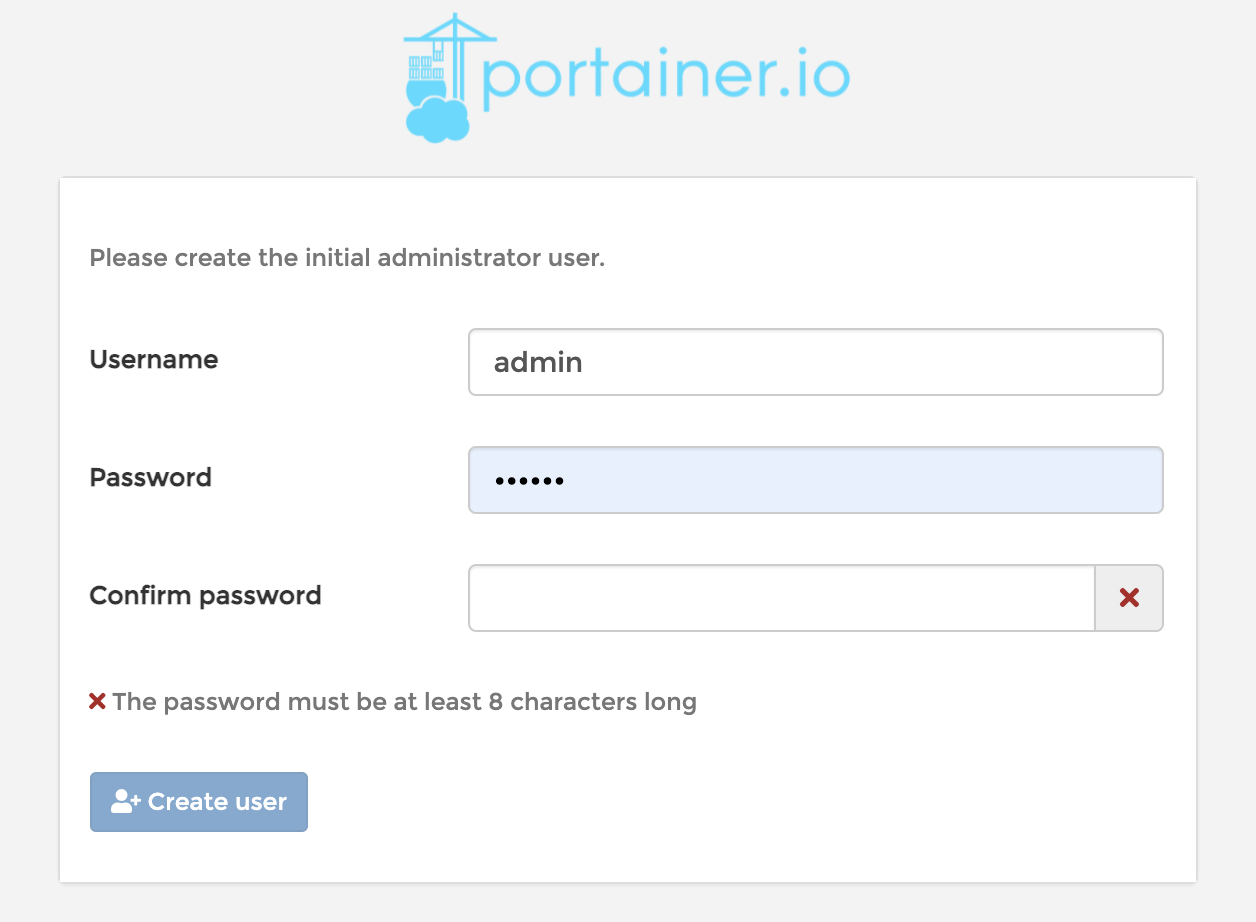 portainer.io
Please create the initial administrator user.
Username
admin
Password
••••••
Confirm password
The password must be at least 8 characters long
Create user